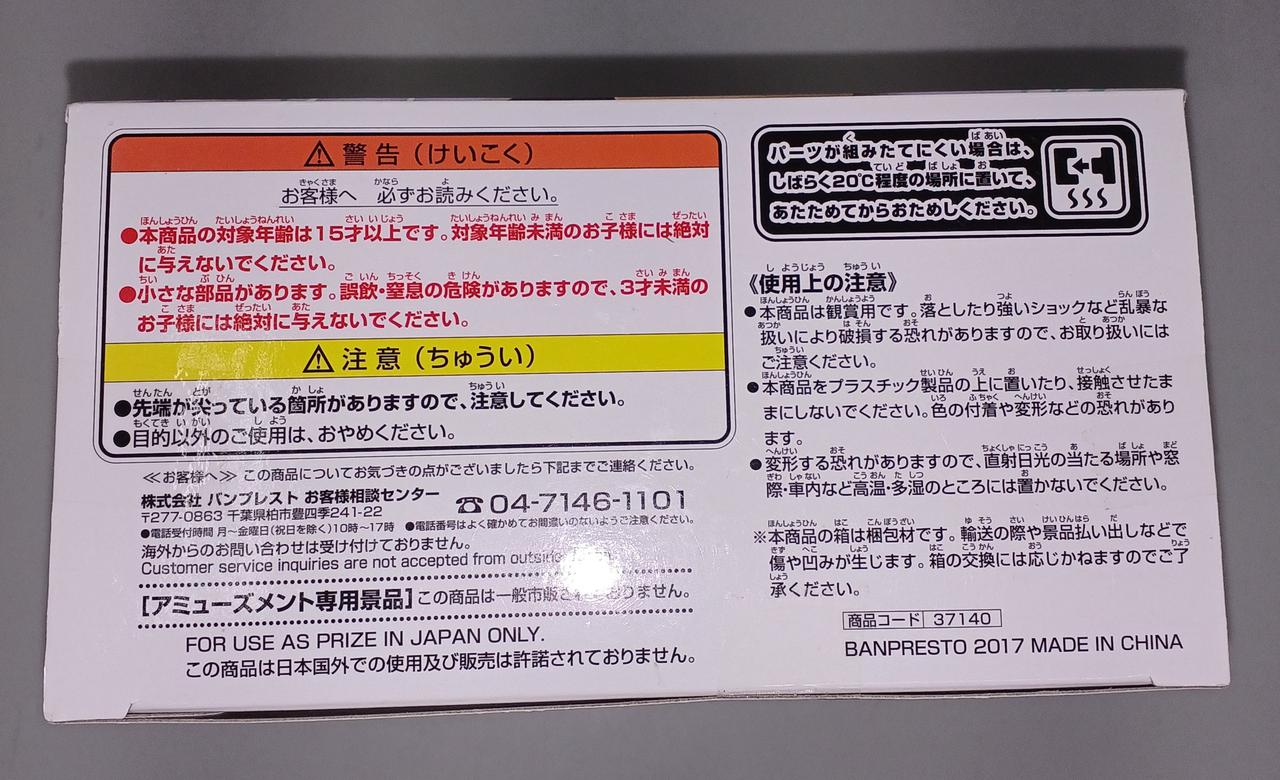 警告（けいこく）
お客様へ 必ずお読みください。
●本商品の対象年齢は15才以上です。対象年齢未満のお子様には絶対
に与えないでください。
●小さな部品があります。誤飲・窒息の危険がありますので、3才未満の
お子様には絶対に与えないでください。
注意（ちゅうい）
●先端が尖っている箇所がありますので、注意してください。
●目的以外のご使用は、おやめください。
≪お客様へ≫ この商品についてお気づきの点がございましたら下記までご連絡ください。
株式会社 バンプレスト お客様相談センター ☎04-7146-1101
〒277-0863 千葉県柏市豊四季241-22
●電話受付時間 月〜金曜日(祝日を除く)10時〜17時 ●電話番号はよく確かめてお間違いのないようご注意ください。
海外からのお問い合わせは受け付けておりません。
Customer service inquiries are not accepted from
[アミューズメント専用景品]この商品は一般市販されておりません。
FOR USE AS PRIZE IN JAPAN ONLY.
この商品は日本国外での使用及び販売は許諾されておりません。
パーツが組みたてにくい場合は、
しばらく20℃程度の場所に置いて、
あたためてからおためしください。
《使用上の注意》
●本商品は観賞用です。落としたり強いショックなど乱暴な
扱いにより破損する恐れがありますので、お取り扱いには
ご注意ください。
●本商品をプラスチック製品の上に置いたり、接触させたま
まにしないでください。色の付着や変形などの恐れがあり
ます。
●変形する恐れがありますので、直射日光の当たる場所や窓
際・車内など高温・多湿のところには置かないでください。
※本商品の箱は梱包材です。輸送の際や景品払い出しなどで
傷や凹みが生じます。箱の交換には応じかねますのでご了
承ください。
商品コード 37140
BANPRESTO 2017 MADE IN CHINA